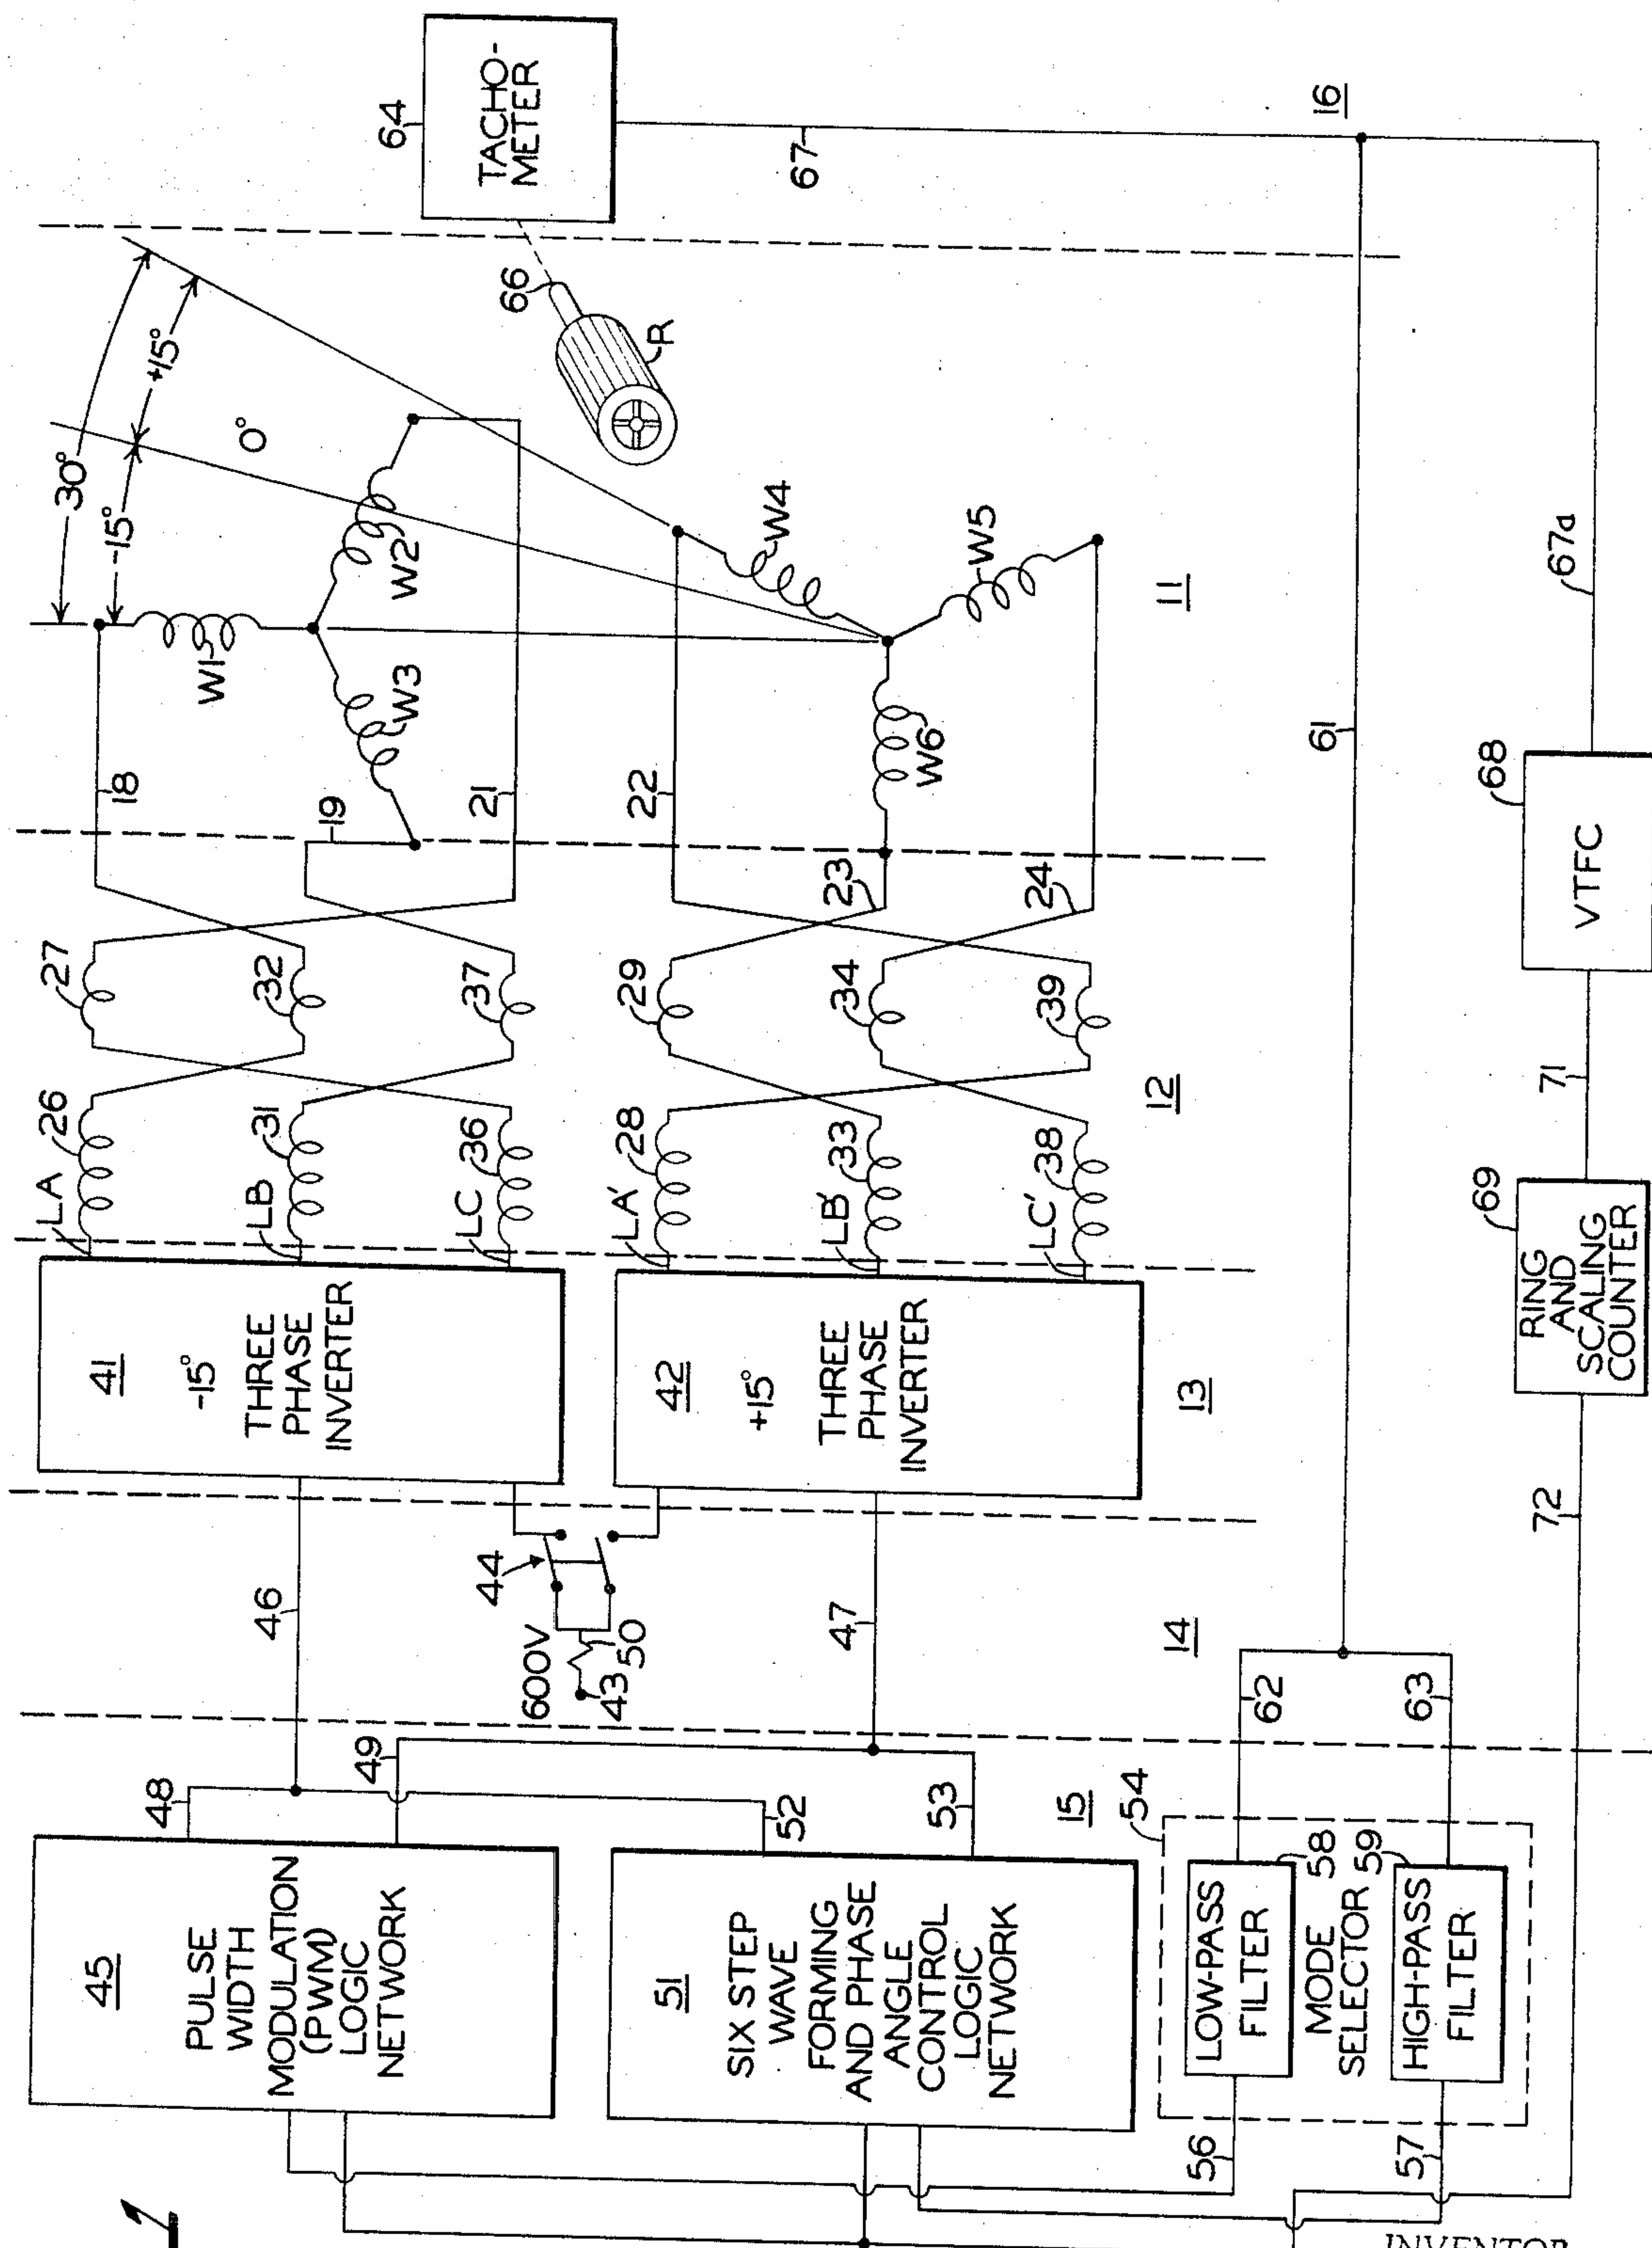 30°
-15°
+15°
0°
64
TACHO-
METER
67
16
66
R
W1
W2
W3
W4
W5
W6
11
18
19
21
22
23
24
61
67a
68
VTFC
27
32
37
29
34
39
26
31
36
28
33
38
12
71
LA
LB
LC
LA'
LB'
LC'
41
-15°
THREE
PHASE
INVERTER
42
+15°
THREE
PHASE
INVERTER
13
69
RING
AND
SCALING
COUNTER
72
46
44
600V
50
43
47
14
62
63
48
49
52
53
15
54
45
PULSE
WIDTH
MODULATION
(PWM)
LOGIC
NETWORK
51
SIX STEP
WAVE
FORMING
AND PHASE
ANGLE
CONTROL
LOGIC
NETWORK
LOW-PASS
FILTER
58
MODE
SELECTOR
59
HIGH-PASS
FILTER
56
57
1
INVENTOR